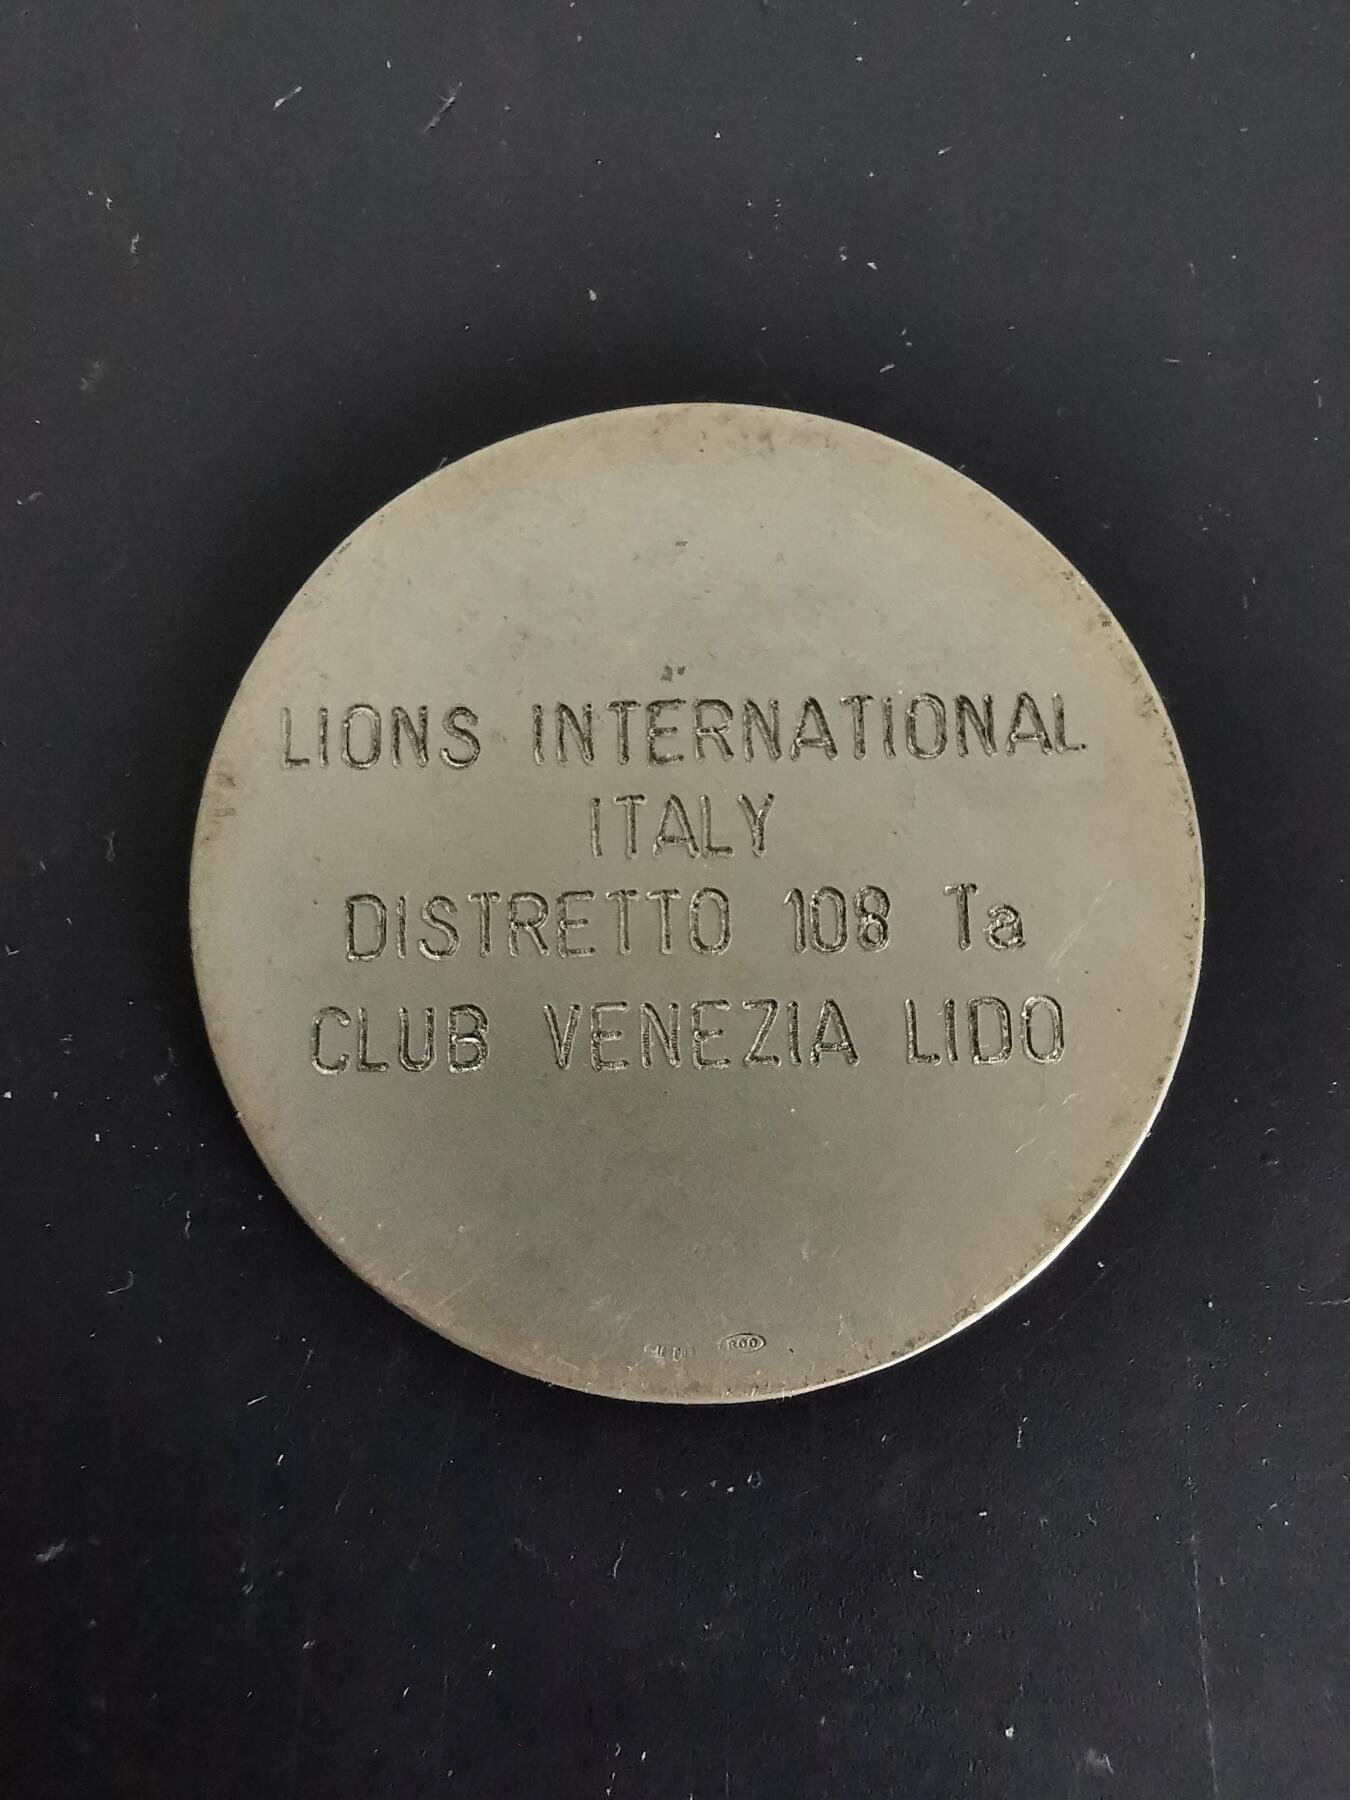 LIONS INTERNATIONAL
ITALY
DISTRETTO 108 Ta
CLUB VENEZIA LIDO